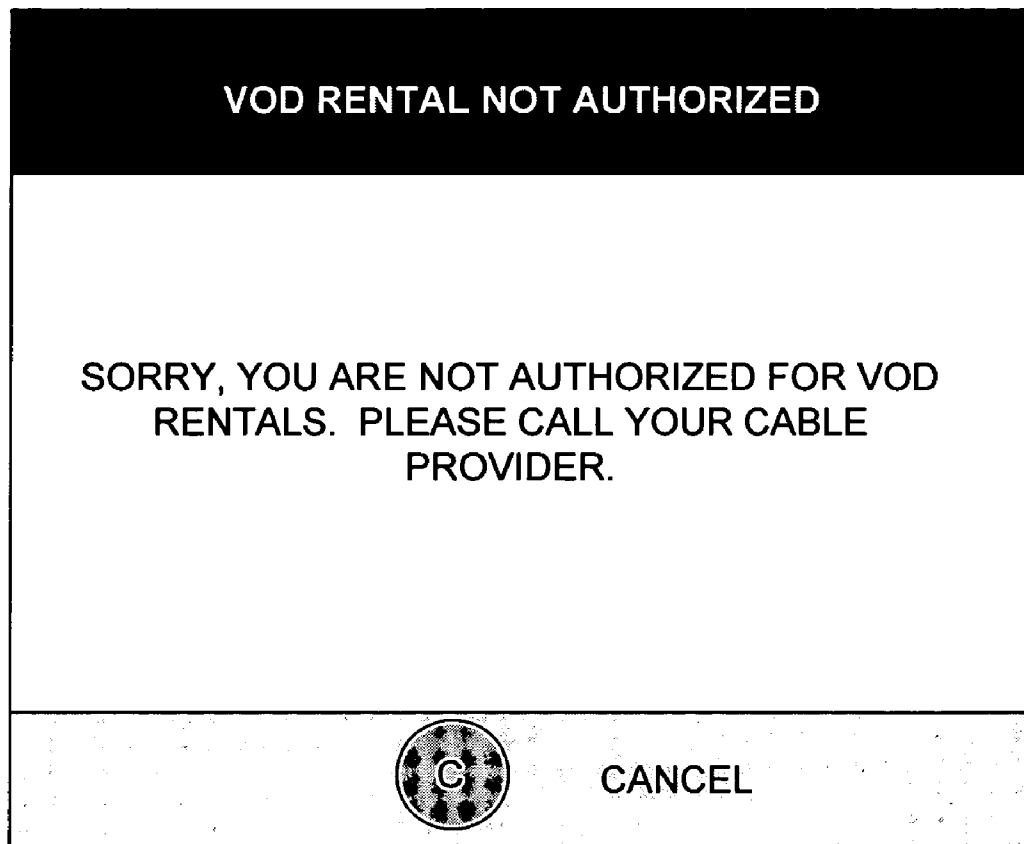 VOD RENTAL NOT AUTHORIZED
SORRY, YOU ARE NOT AUTHORIZED FOR VOD
RENTALS.  PLEASE CALL YOUR CABLE
PROVIDER.
C CANCEL